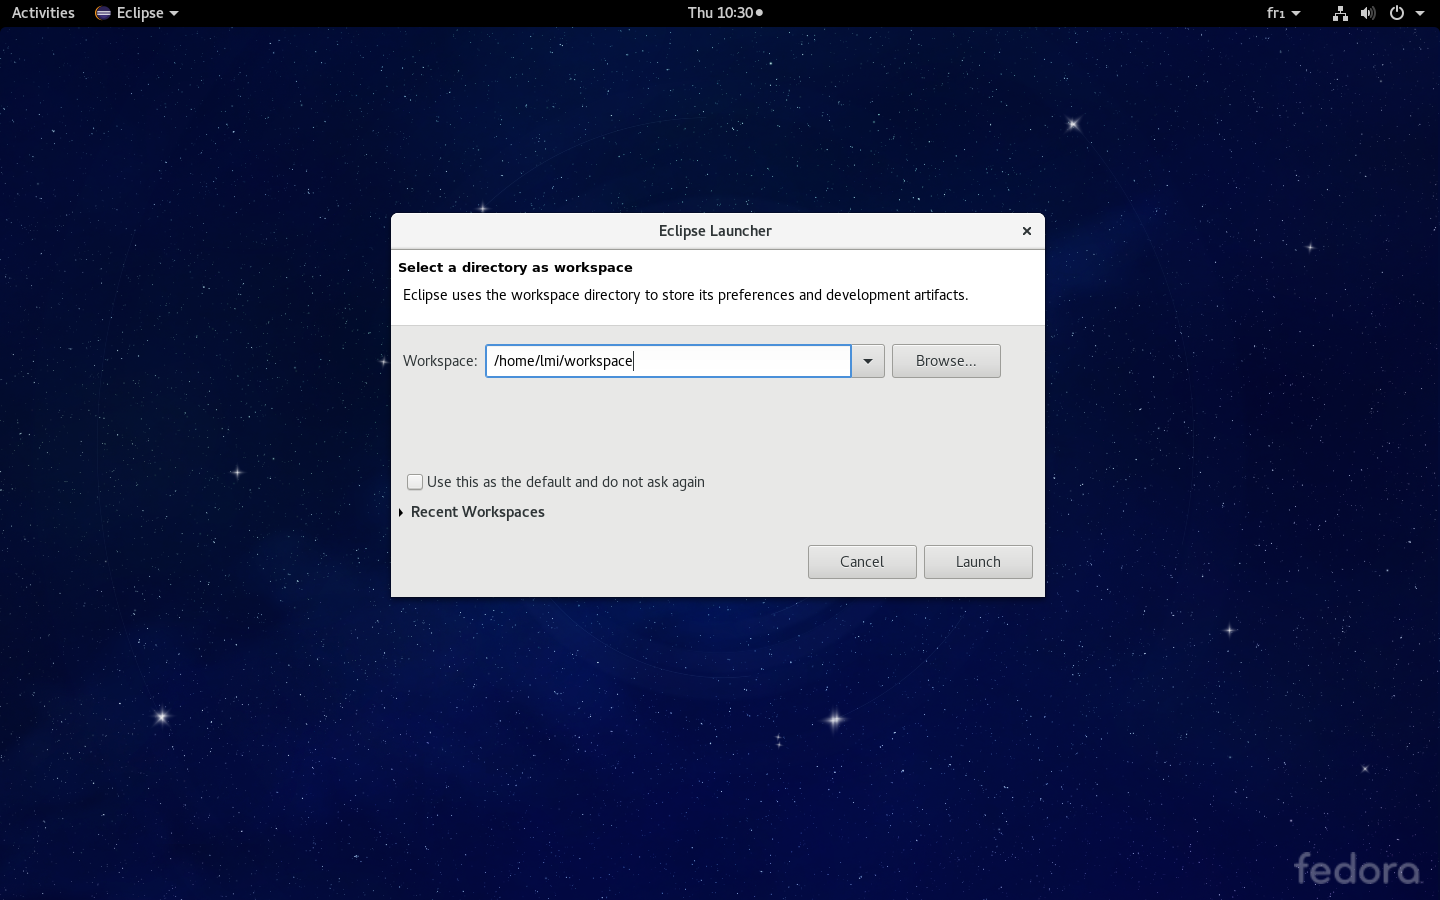 Activities Eclipse Thu 10:30 fr₁
Eclipse Launcher
Select a directory as workspace
Eclipse uses the workspace directory to store its preferences and development artifacts.
Workspace: /home/lmi/workspace Browse...
Use this as the default and do not ask again
Recent Workspaces
Cancel Launch
fedora